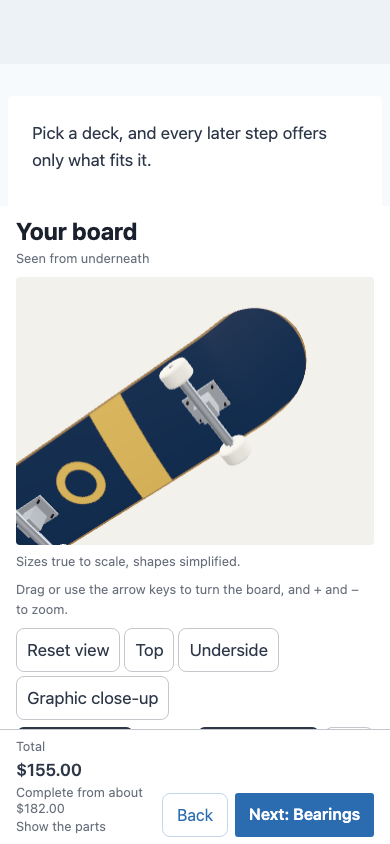 Pick a deck, and every later step offers
only what fits it.
Your board
Seen from underneath
Sizes true to scale, shapes simplified.
Drag or use the arrow keys to turn the board, and + and −
to zoom.
Reset view
Top
Underside
Graphic close-up
Total
$155.00
Complete from about
$182.00
Show the parts
Back
Next: Bearings